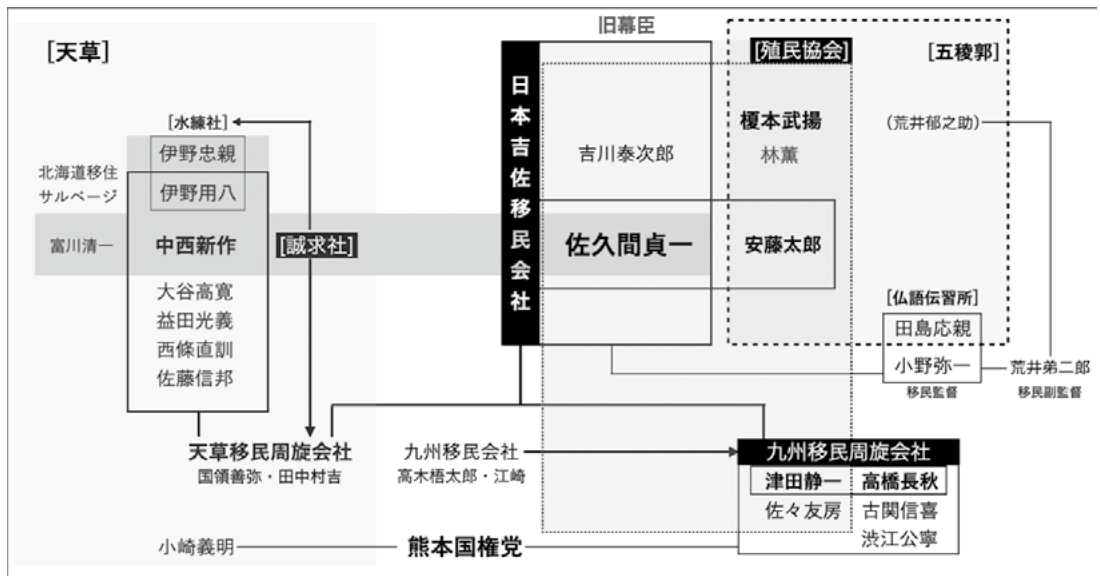 旧幕臣
[天草]
[殖民協会]
[五稜郭]
日本吉佐移民会社
[水練社]
伊野忠親
北海道移住
サルベージ
伊野用八
富川清一
中西新作
[誠求社]
大谷高寛
益田光義
西條直訓
佐藤信邦
吉川泰次郎
佐久間貞一
榎本武揚
林薫
安藤太郎
(荒井郁之助)
[仏語伝習所]
田島応親
小野弥一
移民監督
荒井弟二郎
移民副監督
天草移民周旋会社
国領善弥・田中村吉
九州移民会社
高木梧太郎・江崎
九州移民周旋会社
津田静一 高橋長秋
佐々友房 古関信喜
渋江公寧
小崎義明
熊本国権党